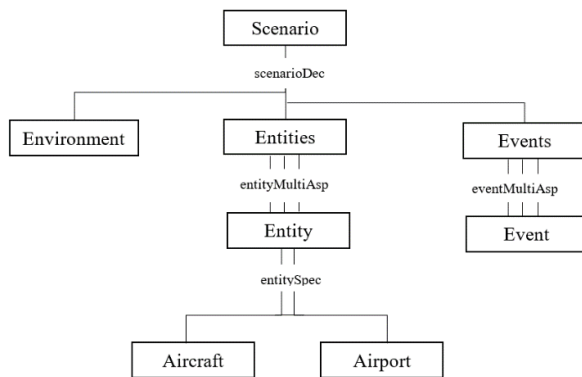 Scenario
scenarioDec
Environment
Entities
Events
entityMultiAsp
eventMultiAsp
Entity
Event
entitySpec
Aircraft
Airport